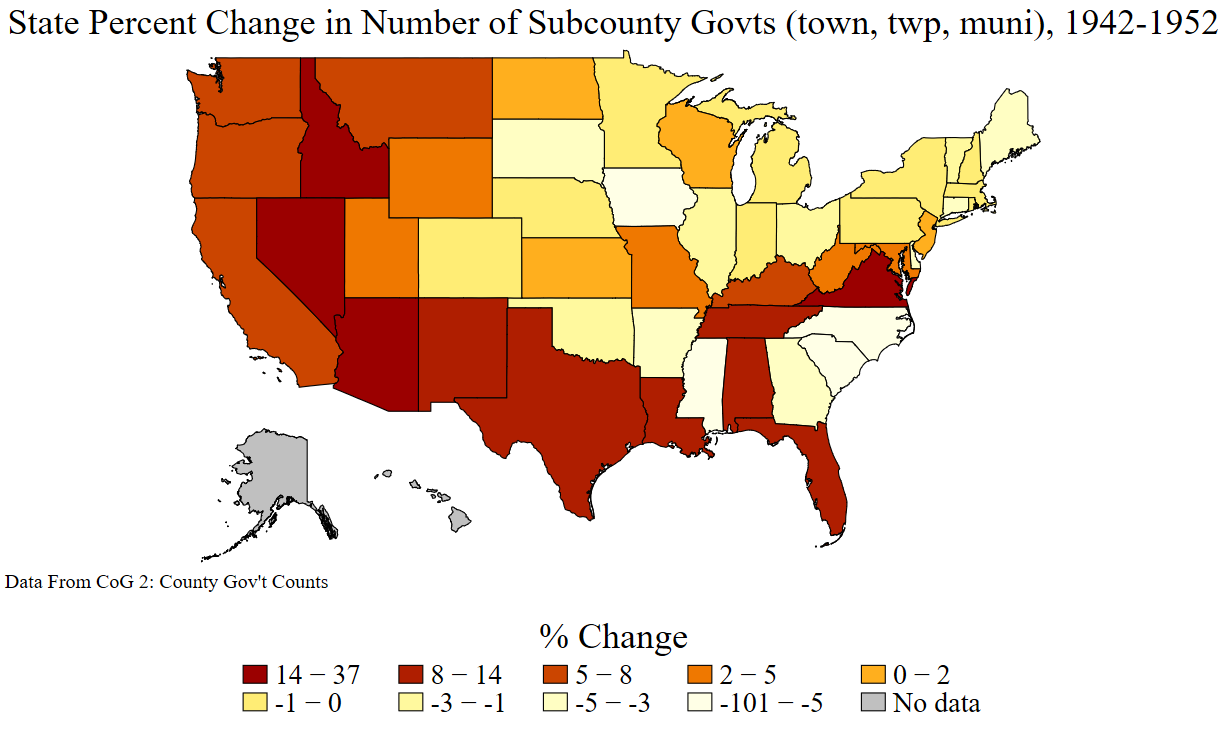 State Percent Change in Number of Subcounty Govts (town, twp, muni), 1942-1952
Data From CoG 2: County Gov't Counts
% Change
14 − 37 8 − 14 5 − 8 2 − 5 0 − 2
-1 − 0 -3 − -1 -5 − -3 -101 − -5 No data